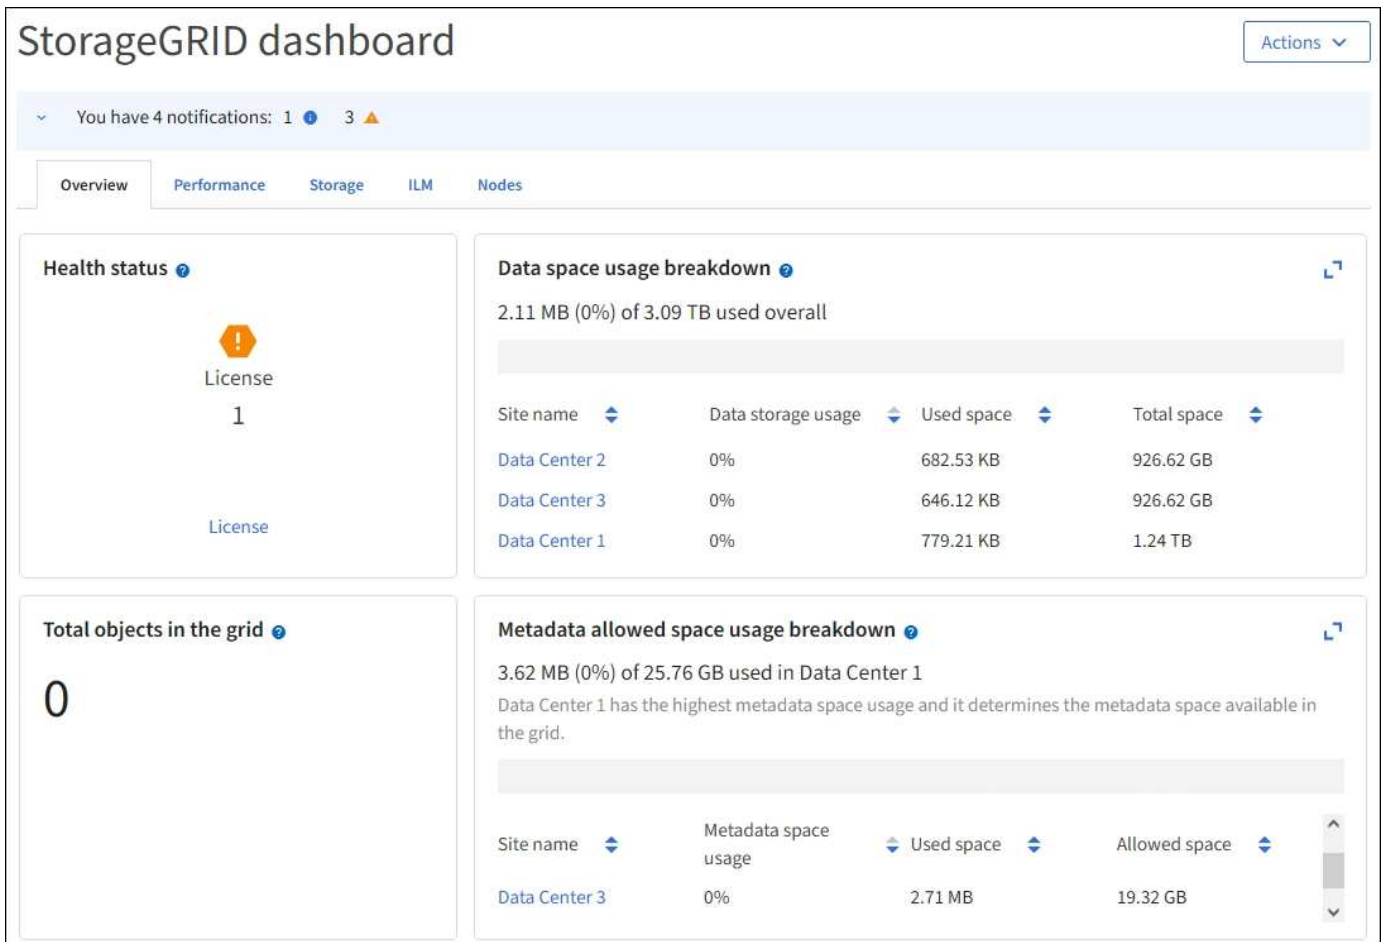 StorageGRID dashboard
Actions
You have 4 notifications: 1 3
Overview Performance Storage ILM Nodes
Health status
License
1
License
Data space usage breakdown
2.11 MB (0%) of 3.09 TB used overall
Site name Data storage usage Used space Total space
Data Center 2 0% 682.53 KB 926.62 GB
Data Center 3 0% 646.12 KB 926.62 GB
Data Center 1 0% 779.21 KB 1.24 TB
Total objects in the grid
0
Metadata allowed space usage breakdown
3.62 MB (0%) of 25.76 GB used in Data Center 1
Data Center 1 has the highest metadata space usage and it determines the metadata space available in
the grid.
Site name Metadata space usage Used space Allowed space
Data Center 3 0% 2.71 MB 19.32 GB